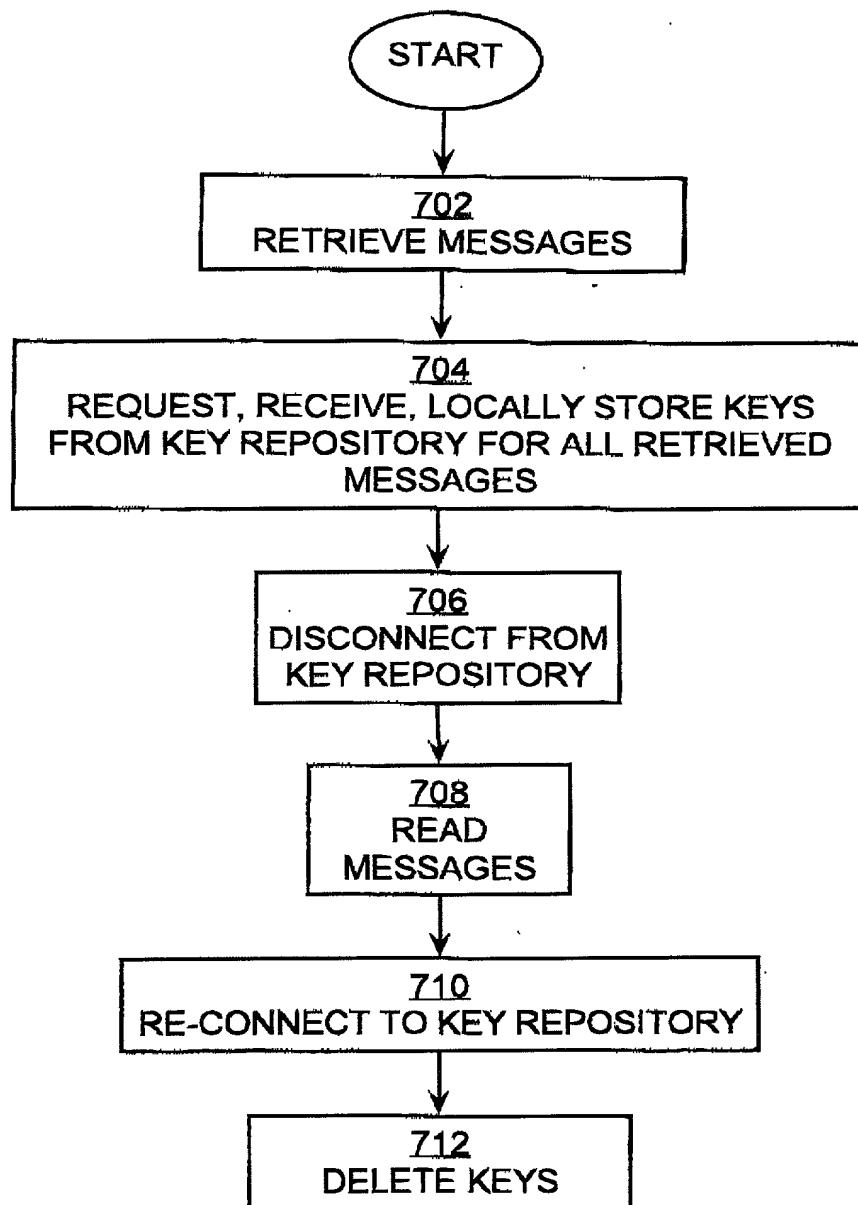 START
702
RETRIEVE MESSAGES
704
REQUEST, RECEIVE, LOCALLY STORE KEYS
FROM KEY REPOSITORY FOR ALL RETRIEVED
MESSAGES
706
DISCONNECT FROM
KEY REPOSITORY
708
READ
MESSAGES
710
RE-CONNECT TO KEY REPOSITORY
712
DELETE KEYS